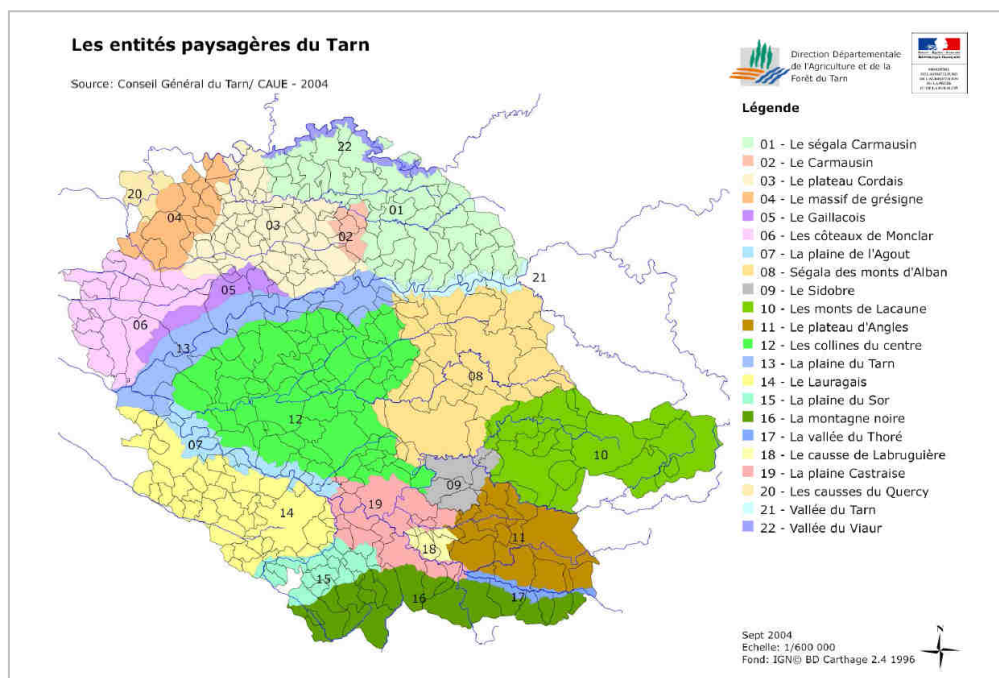 Les entités paysagères du Tarn
Source: Conseil Général du Tarn/ CAUE - 2004
Direction Départementale
de l'Agriculture et de la
Forêt du Tarn
Légende
01 - Le ségala Carmausin
02 - Le Carmausin
03 - Le plateau Cordais
04 - Le massif de grésigne
05 - Le Gaillacois
06 - Les côteaux de Monclar
07 - La plaine de l'Agout
08 - Ségala des monts d'Alban
09 - Le Sidobre
10 - Les monts de Lacaune
11 - Le plateau d'Angles
12 - Les collines du centre
13 - La plaine du Tarn
14 - Le Lauragais
15 - La plaine du Sor
16 - La montagne noire
17 - La vallée du Thoré
18 - Le causse de Labruguière
19 - La plaine Castraise
20 - Les causses du Quercy
21 - Vallée du Tarn
22 - Vallée du Viaur
22
20
04
01
03
02
21
05
06
13
08
12
07
10
09
19
14
11
18
15
16
17
Sept 2004
Echelle: 1/600 000
Fond: IGN© BD Carthage 2.4 1996
N